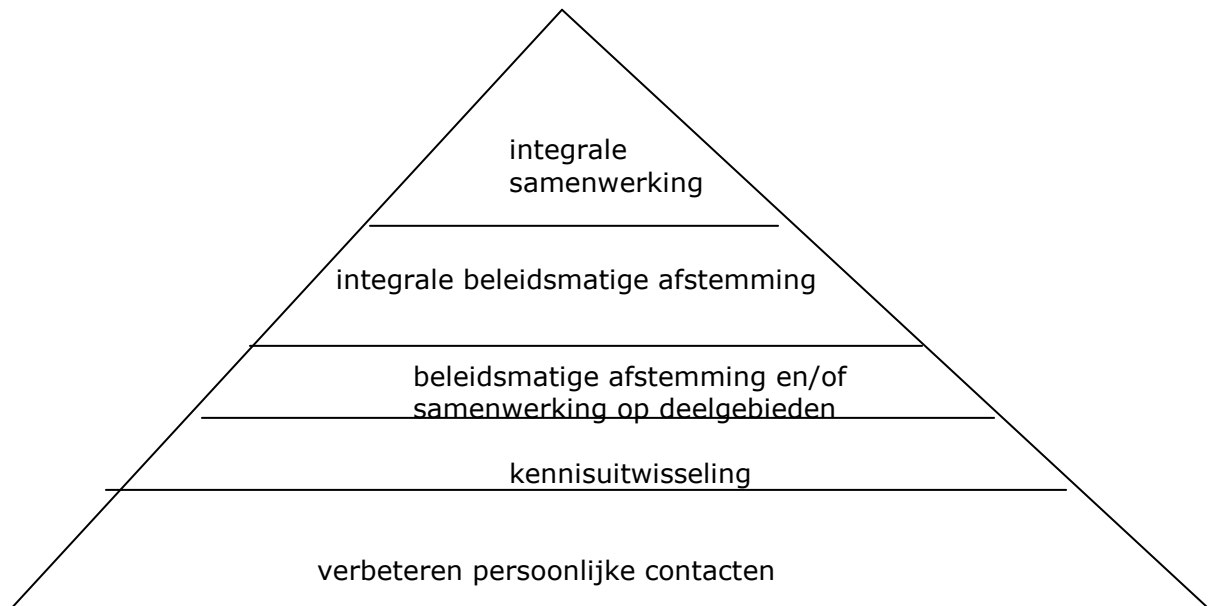 integrale
samenwerking
integrale beleidsmatige afstemming
beleidsmatige afstemming en/of
samenwerking op deelgebieden
kennisuitwisseling
verbeteren persoonlijke contacten